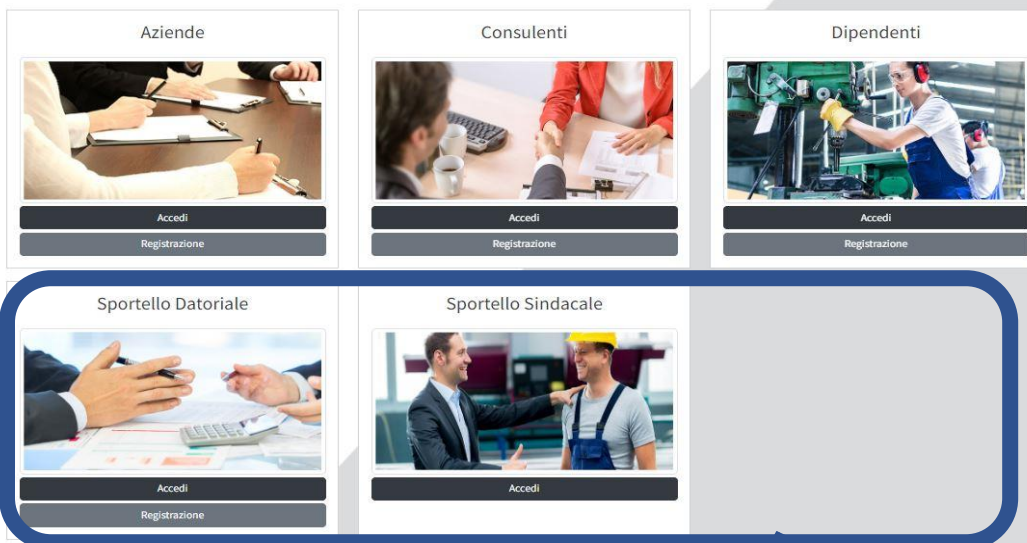 Aziende
Consulenti
Dipendenti
Accedi
Accedi
Accedi
Registrazione
Registrazione
Registrazione
Sportello Datoriale
Sportello Sindacale
Accedi
Accedi
Registrazione